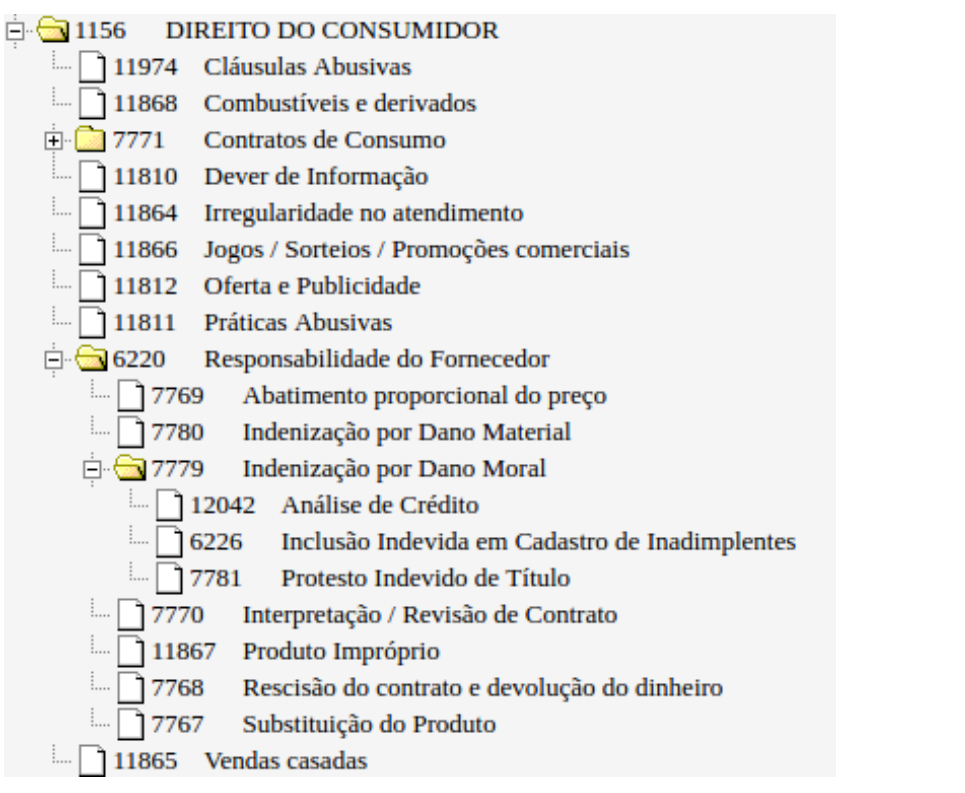 1156 DIREITO DO CONSUMIDOR
11974 Cláusulas Abusivas
11868 Combustíveis e derivados
7771 Contratos de Consumo
11810 Dever de Informação
11864 Irregularidade no atendimento
11866 Jogos / Sorteios / Promoções comerciais
11812 Oferta e Publicidade
11811 Práticas Abusivas
6220 Responsabilidade do Fornecedor
7769 Abatimento proporcional do preço
7780 Indenização por Dano Material
7779 Indenização por Dano Moral
12042 Análise de Crédito
6226 Inclusão Indevida em Cadastro de Inadimplentes
7781 Protesto Indevido de Título
7770 Interpretação / Revisão de Contrato
11867 Produto Impróprio
7768 Rescisão do contrato e devolução do dinheiro
7767 Substituição do Produto
11865 Vendas casadas